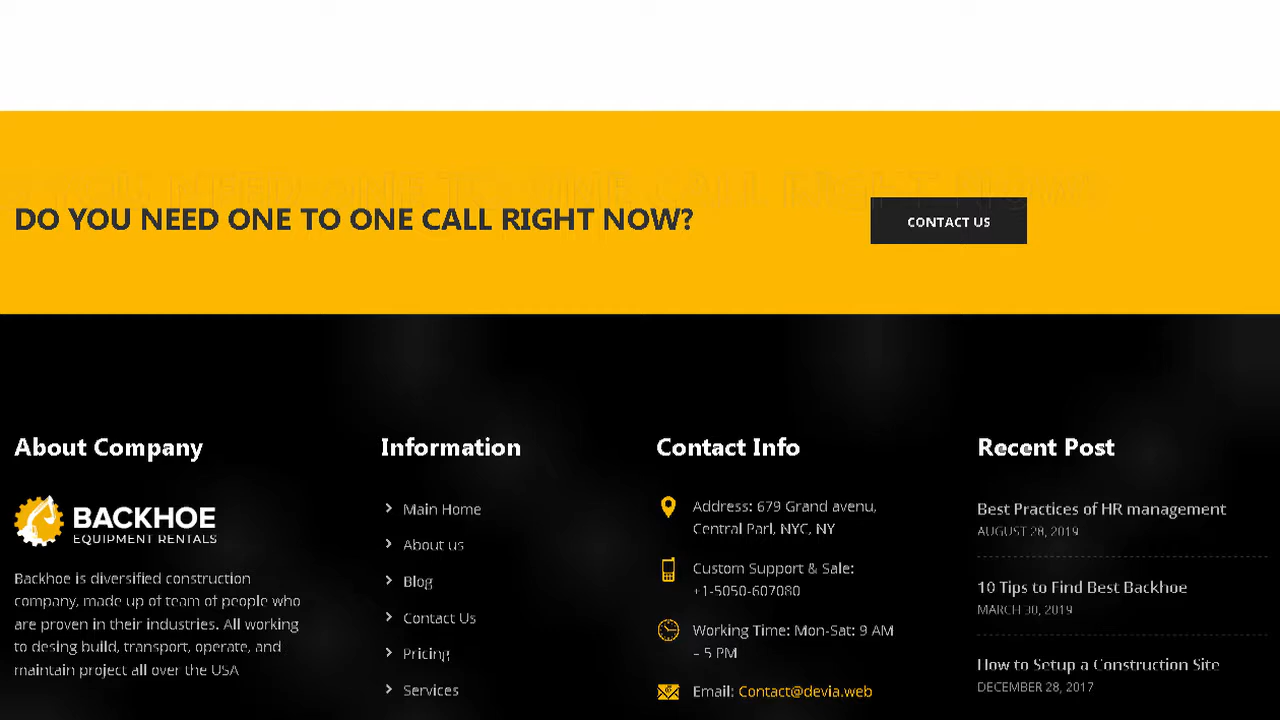 DO YOU NEED ONE TO ONE CALL RIGHT NOW?
CONTACT US
About Company
BACKHOE
EQUIPMENT RENTALS
Backhoe is diversified construction
company, made up of team of people who
are proven in their industries. All working
to desing build, transport, operate, and
maintain project all over the USA
Information
Main Home
About us
Blog
Contact Us
Pricing
Services
Contact Info
Address: 679 Grand avenu,
Central Parl, NYC, NY
Custom Support & Sale:
+1-5050-607080
Working Time: Mon-Sat: 9 AM
– 5 PM
Email: Contact@devia.web
Recent Post
Best Practices of HR management
AUGUST 28, 2019
10 Tips to Find Best Backhoe
MARCH 30, 2019
How to Setup a Construction Site
DECEMBER 28, 2017